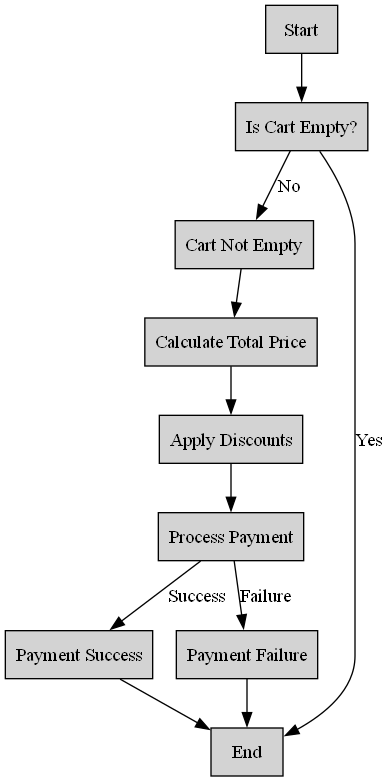 Start
Is Cart Empty?
No
Cart Not Empty
Calculate Total Price
Apply Discounts
Yes
Process Payment
Success
Failure
Payment Success
Payment Failure
End